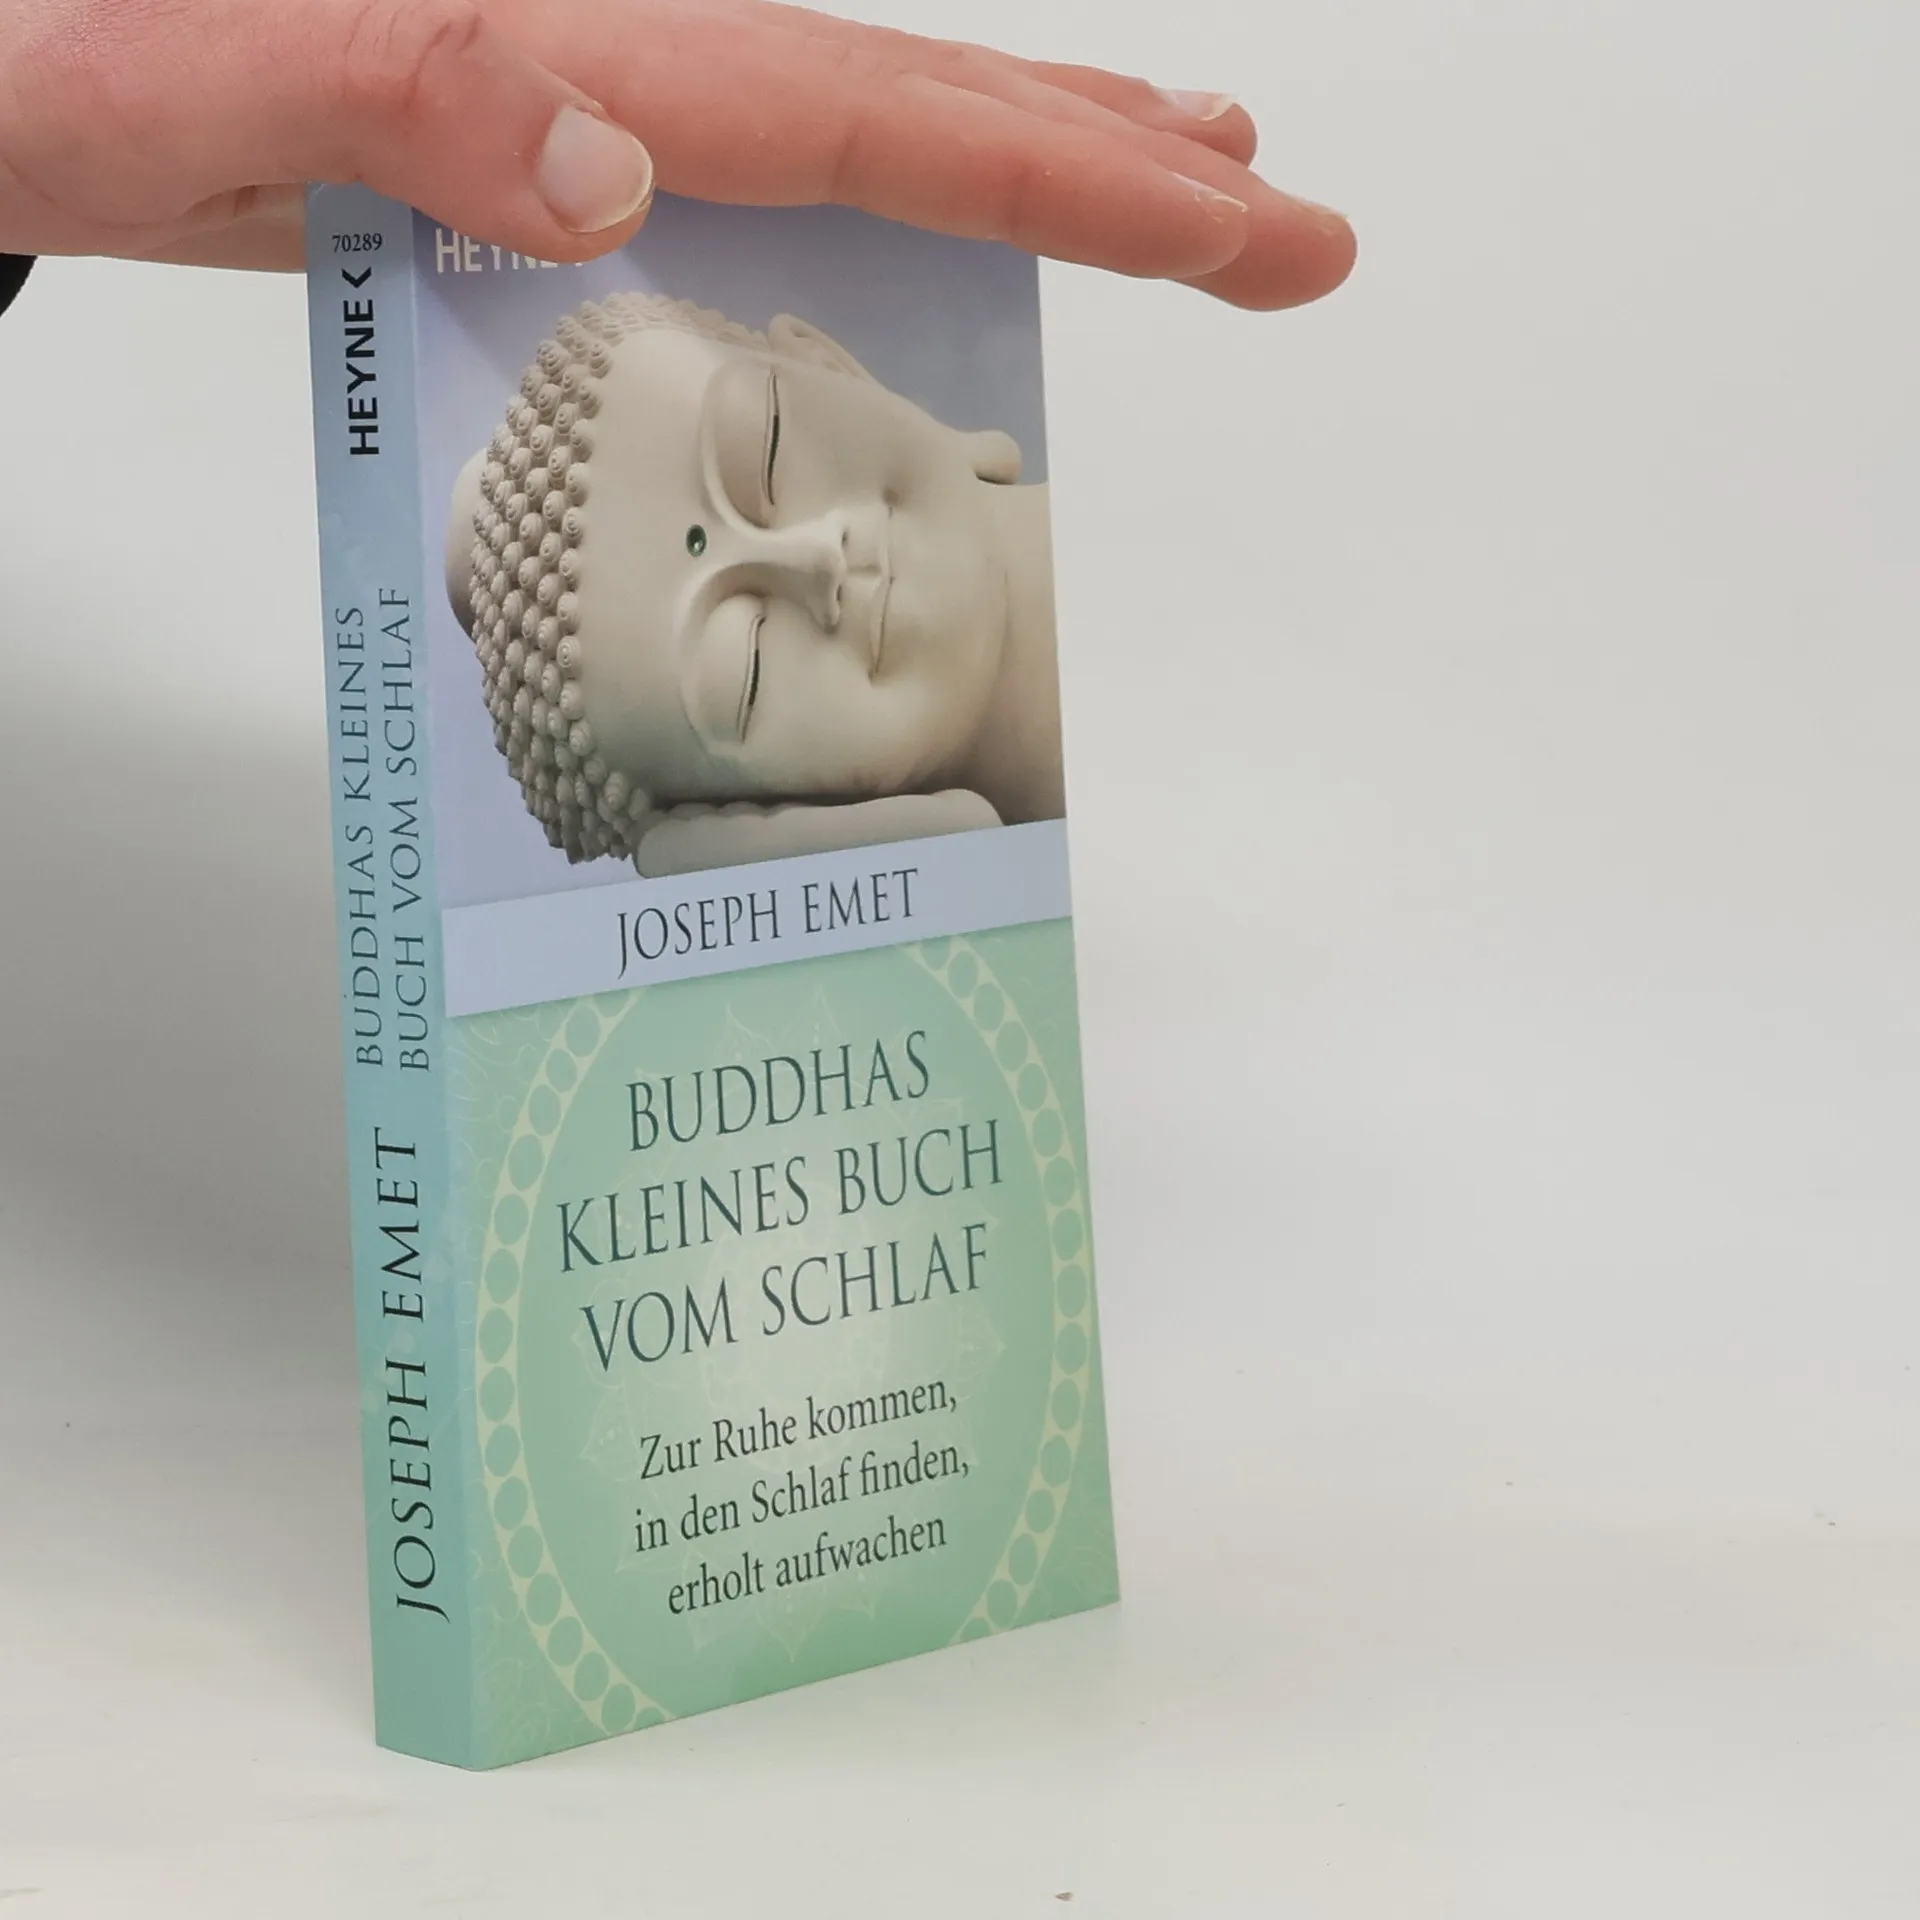 70289
HEYNE
BUDDHAS KLEINES
BUCH VOM SCHLAF
JOSEPH EMET
HEYNE
JOSEPH EMET
BUDDHAS
KLEINES BUCH
VOM SCHLAF
Zur Ruhe kommen,
in den Schlaf finden,
erholt aufwachen